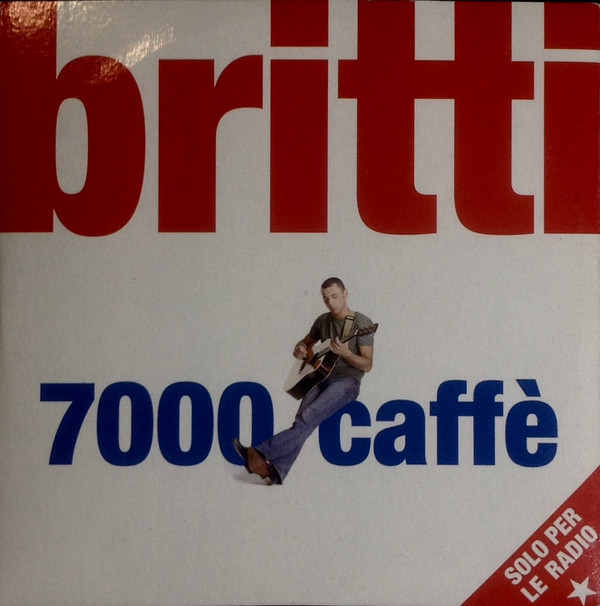 britti
7000 caffè
SOLO PER
LE RADIO